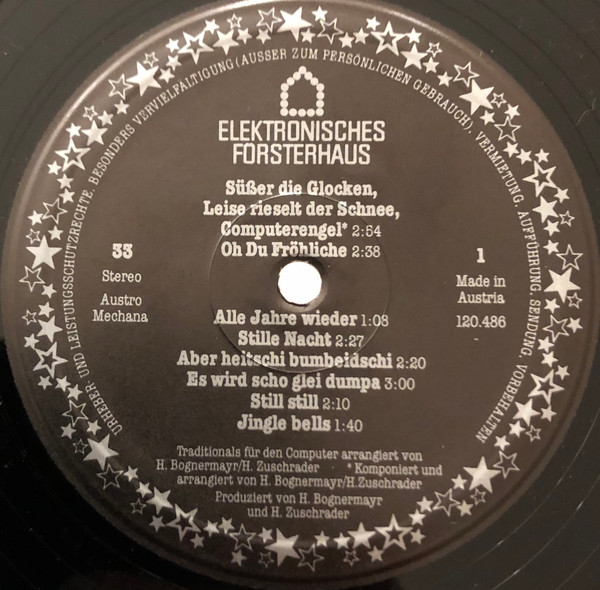 URHEBER- UND LEISTUNGSSCHUTZRECHTE, BESONDERS VERVIELFÄLTIGUNG (AUSSER ZUM PERSÖNLICHEN GEBRAUCH), VERMIETUNG, AUFFÜHRUNG, SENDUNG, VORBEHALTEN
ELEKTRONISCHES
FÖRSTERHAUS
Süßer die Glocken,
Leise rieselt der Schnee,
Computerengel* 2:54
Oh Du Fröhliche 2:38
33
Stereo
Austro
Mechana
1
Made in
Austria
120.486
Alle Jahre wieder 1:08
Stille Nacht 2:27
Aber heitschi bumbeidschi 2:20
Es wird scho glei dumpa 3:00
Still still 2:10
Jingle bells 1:40
Traditionals für den Computer arrangiert von
H. Bognermayr/H. Zuschrader * Komponiert und
arrangiert von H. Bognermayr/H.Zuschrader
Produziert von H. Bognermayr
und H. Zuschrader